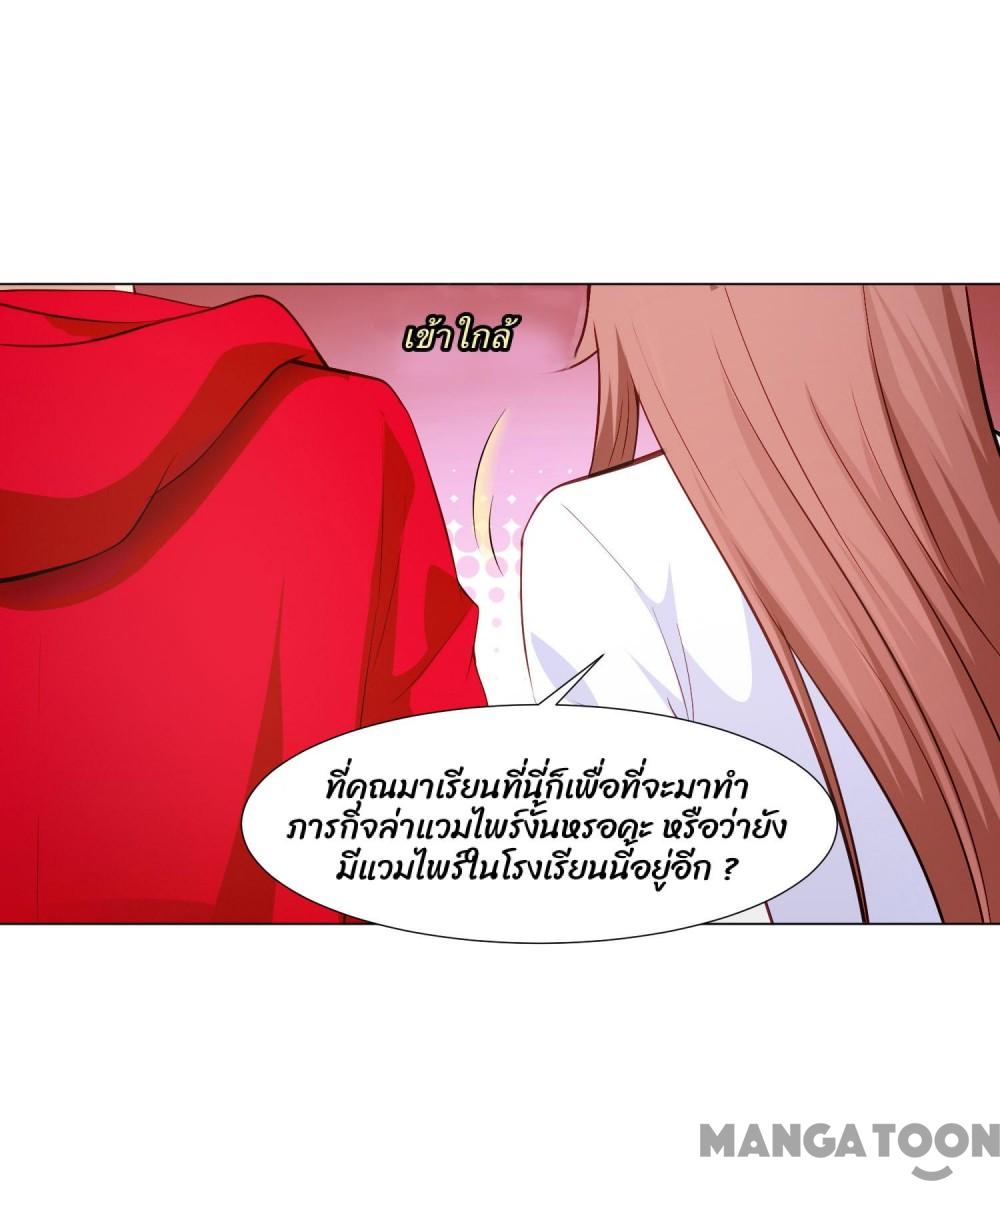 เข้าใกล้
ที่คุณมาเรียนที่นี่ก็เพื่อที่จะมาทำ
ภารกิจล่าแวมไพร์งั้นหรอคะ หรือว่ายัง
มีแวมไพร์ในโรงเรียนนี้อยู่อีก ?
MANGATOON